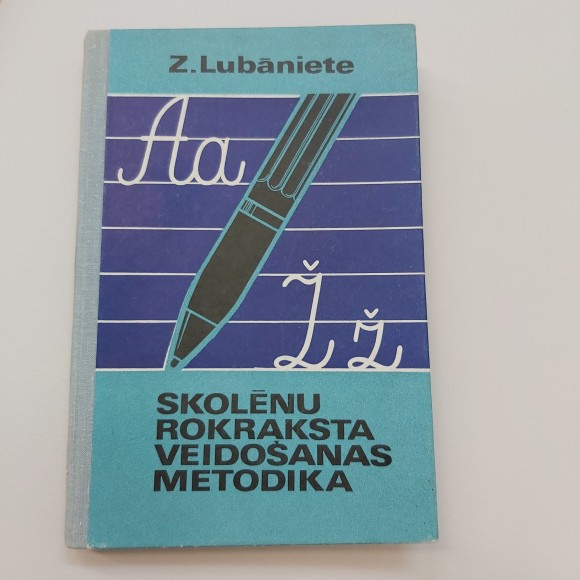 Z.Lubāniete
Aa
Žž
SKOLĒNU
ROKRAKSTA
VEIDOŠANAS
METODIKA